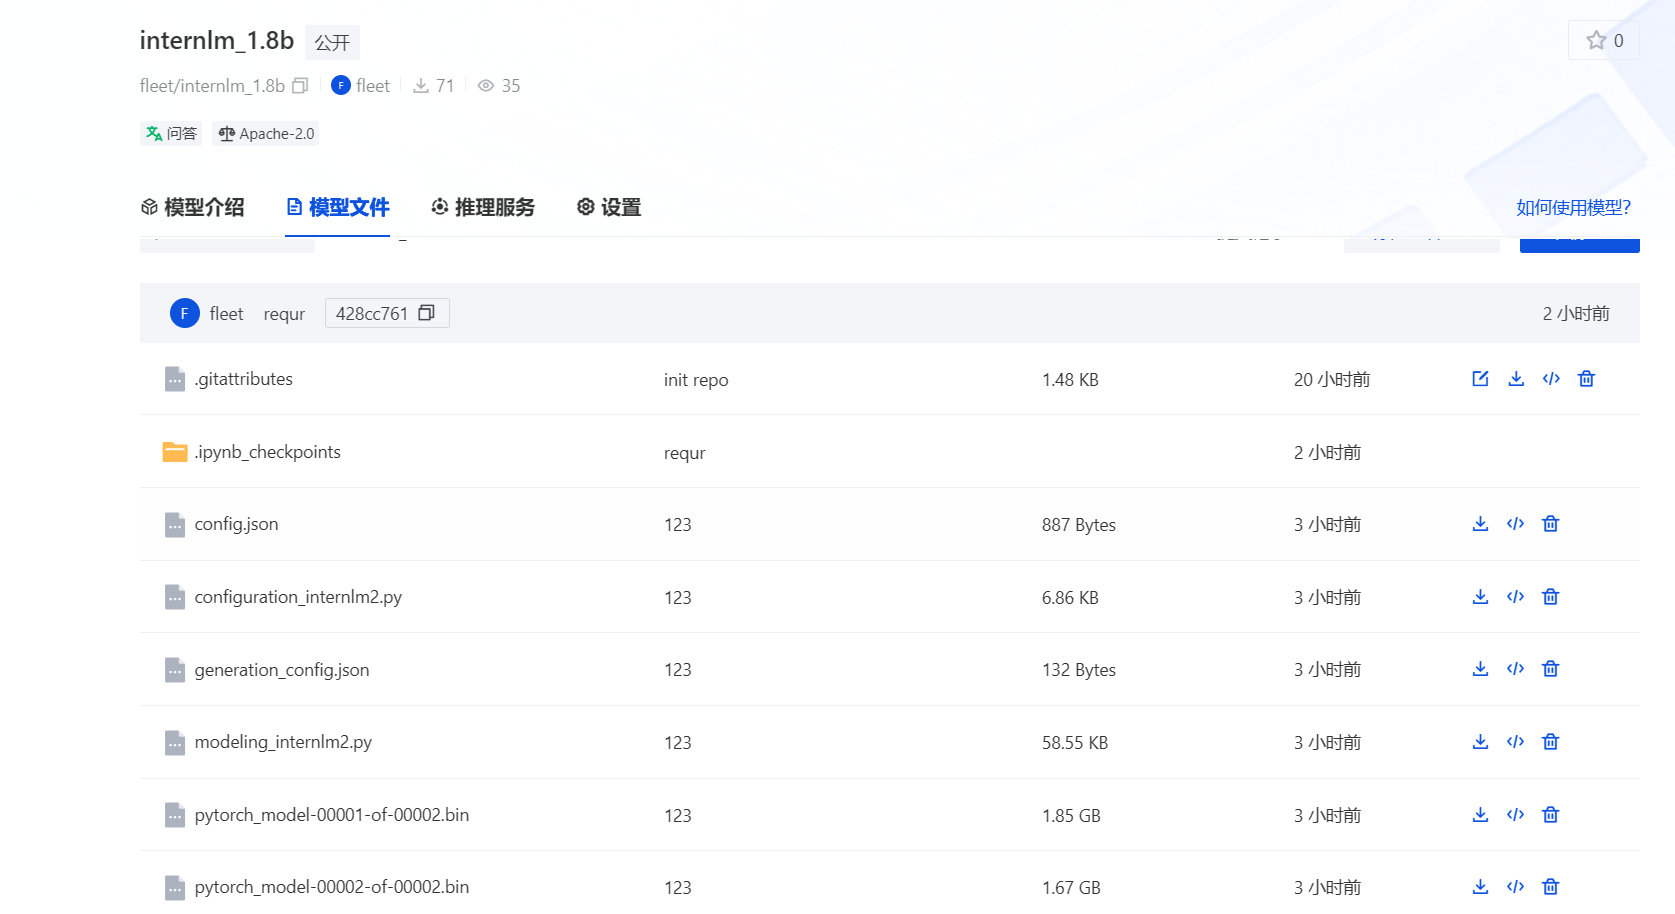 internlm_1.8b 公开
0
fleet/internlm_1.8b F fleet 71 35
问答 Apache-2.0
模型介绍 模型文件 推理服务 设置 如何使用模型?
F fleet requr 428cc761 2 小时前
.gitattributes init repo 1.48 KB 20 小时前
.ipynb_checkpoints requr 2 小时前
config.json 123 887 Bytes 3 小时前
configuration_internlm2.py 123 6.86 KB 3 小时前
generation_config.json 123 132 Bytes 3 小时前
modeling_internlm2.py 123 58.55 KB 3 小时前
pytorch_model-00001-of-00002.bin 123 1.85 GB 3 小时前
pytorch_model-00002-of-00002.bin 123 1.67 GB 3 小时前